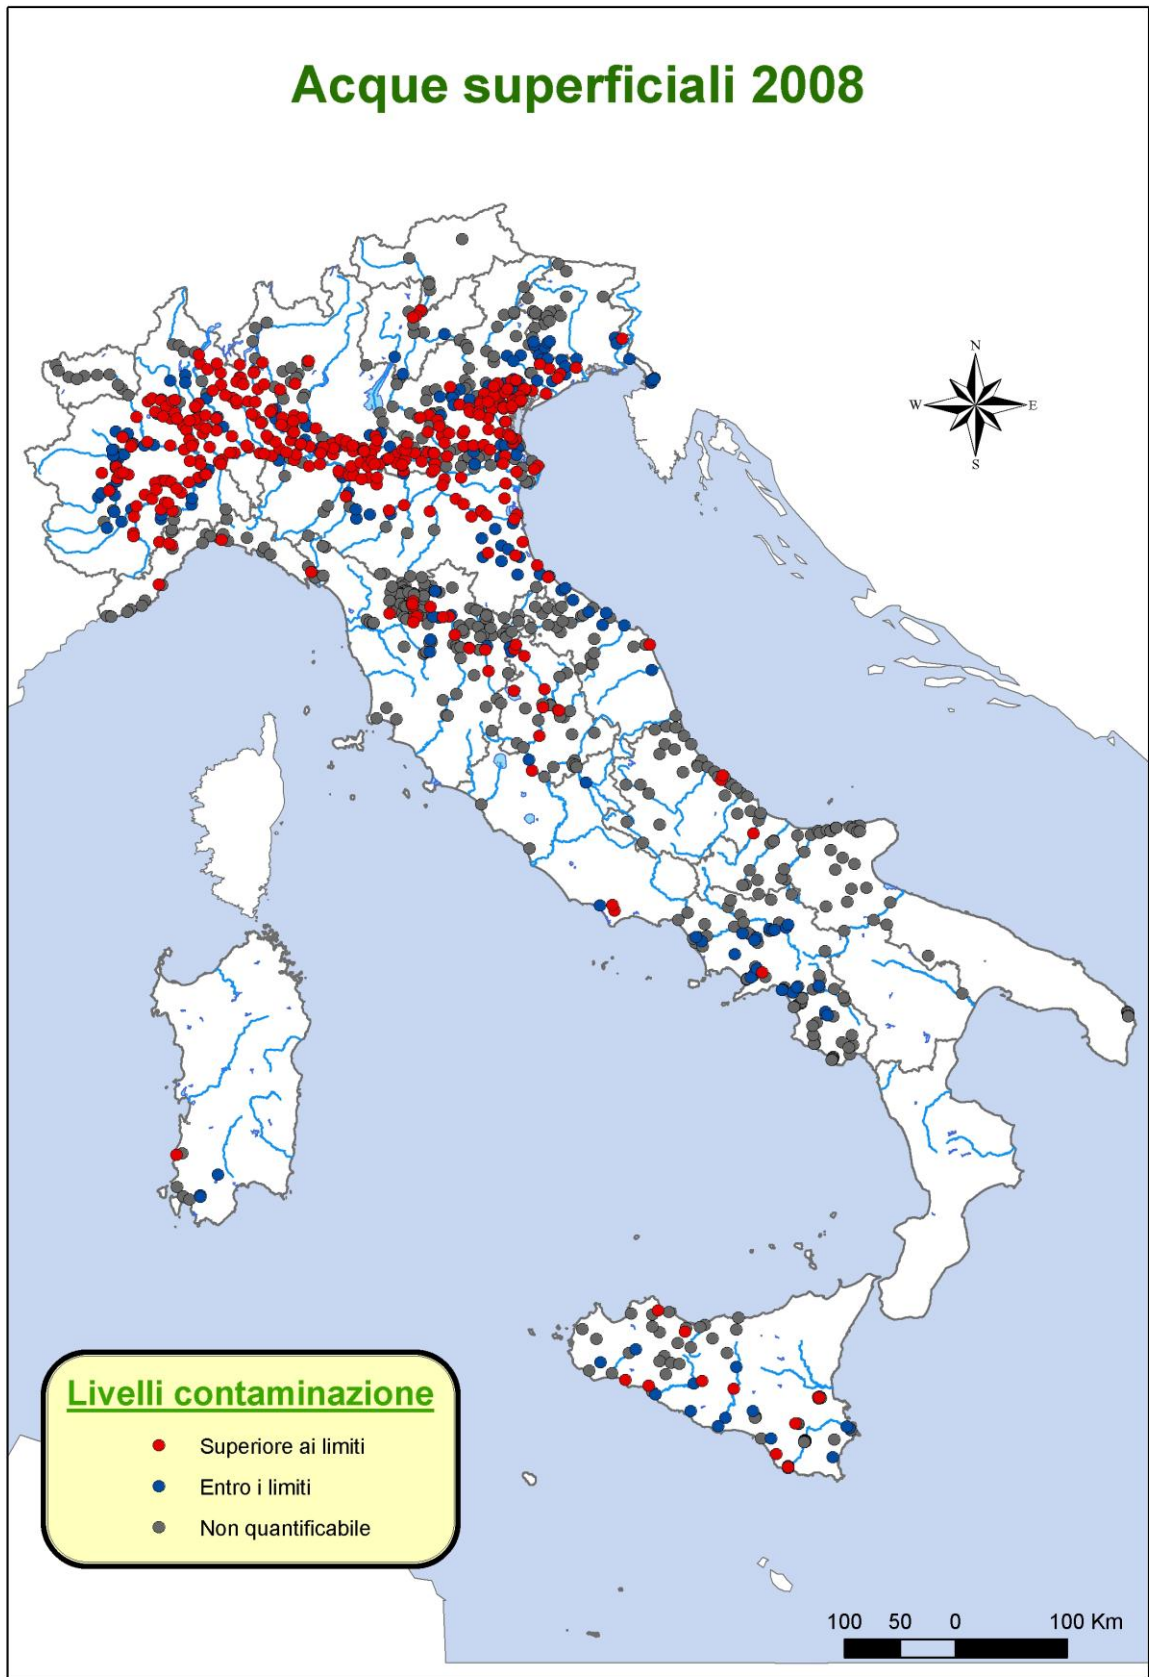 Acque superficiali 2008
N
W
E
S
Livelli contaminazione
Superiore ai limiti
Entro i limiti
Non quantificabile
100 50 0 100 Km